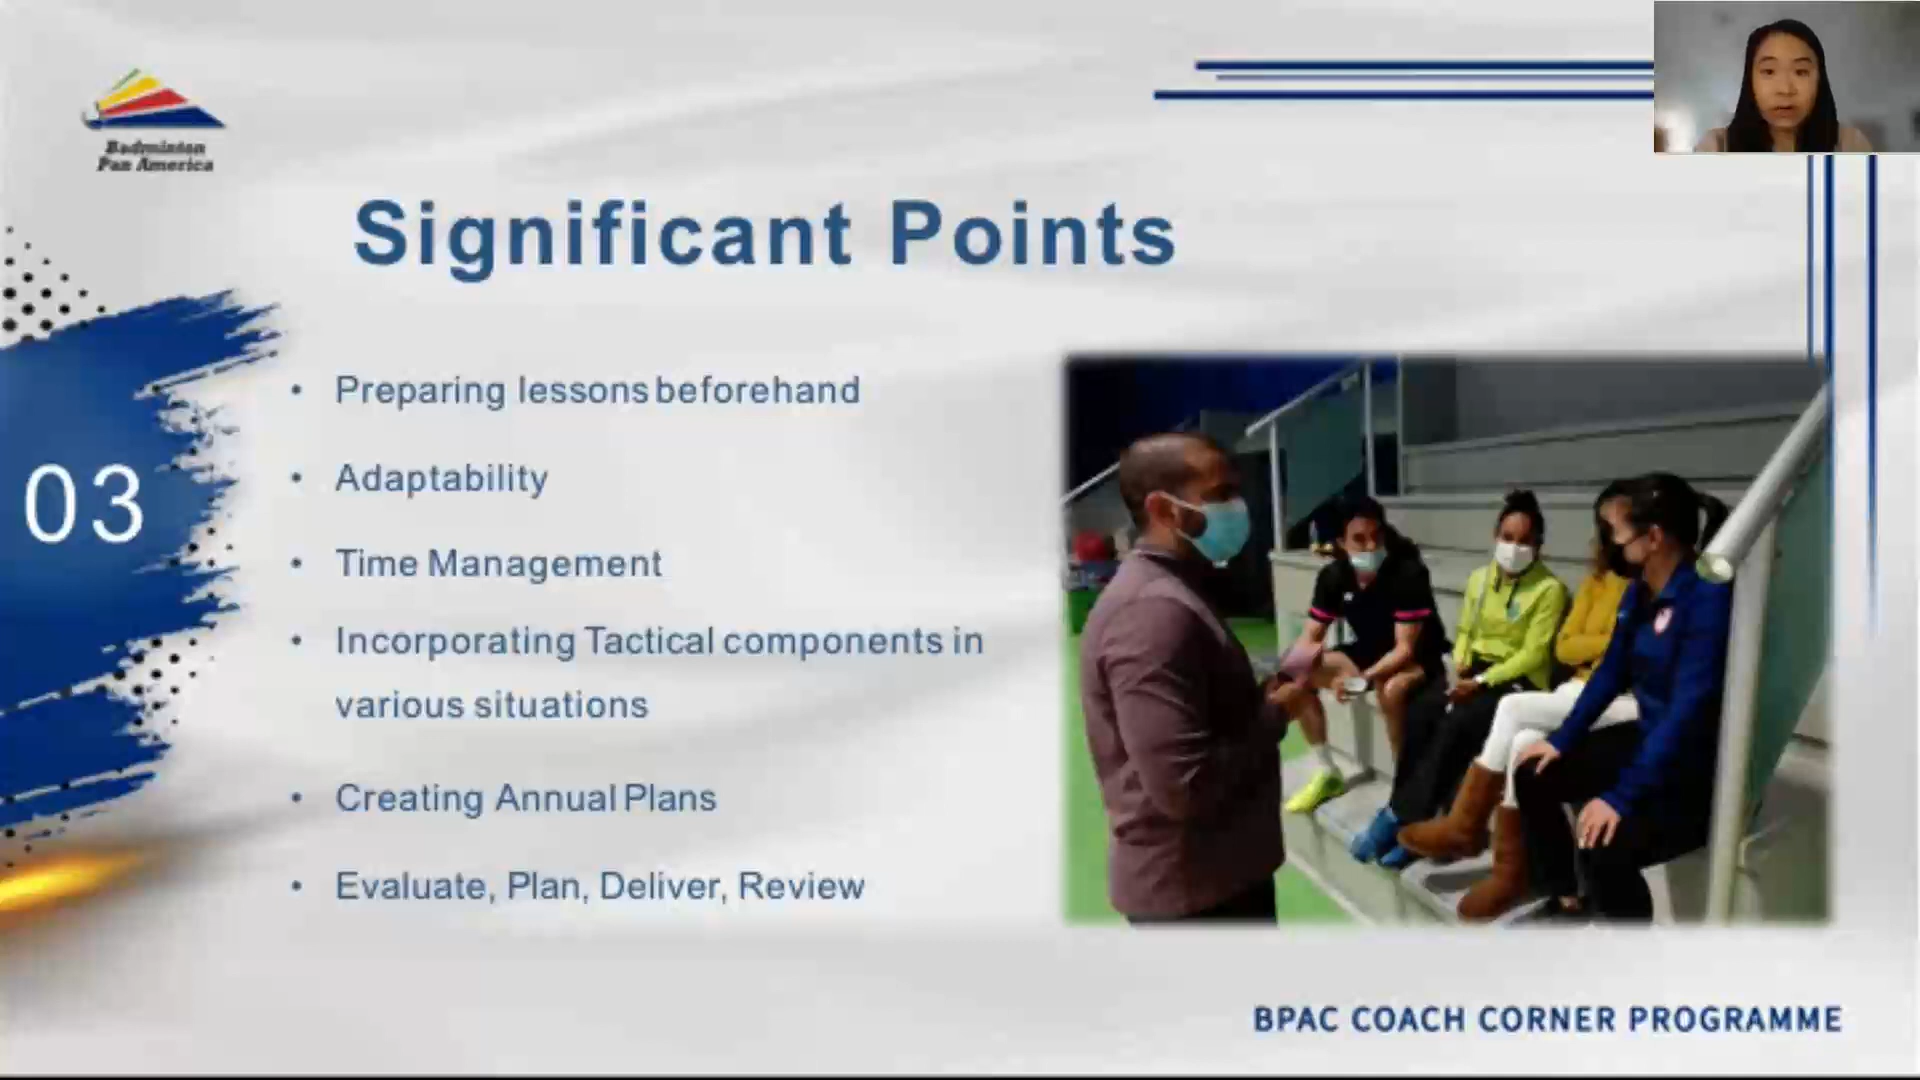 Badminton
Pan America
Significant Points
03
• Preparing lessons beforehand
• Adaptability
• Time Management
• Incorporating Tactical components in
various situations
• Creating Annual Plans
• Evaluate, Plan, Deliver, Review
BPAC COACH CORNER PROGRAMME